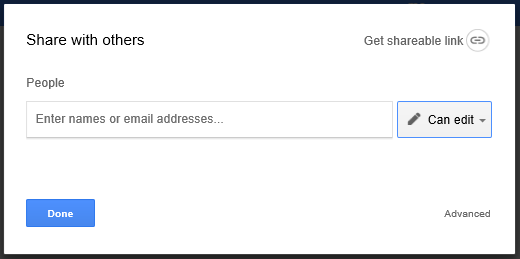 Share with others
Get shareable link
People
Enter names or email addresses...
Can edit
Done
Advanced